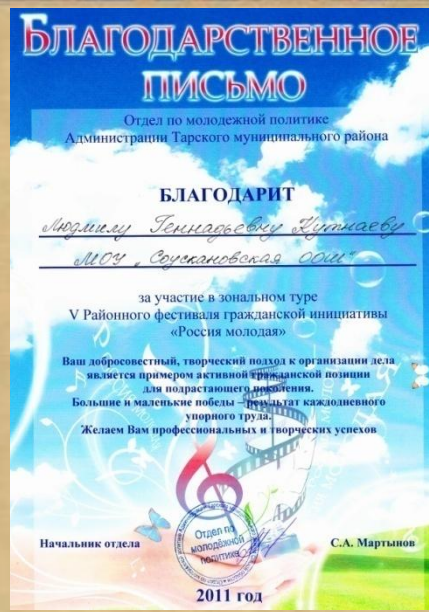 БЛАГОДАРСТВЕННОЕ
ПИСЬМО
Отдел по молодежной политике
Администрации Тарского муниципального района
БЛАГОДАРИТ
Людмилу Геннадьевну Кутнаеву
МОУ „Соускановская ООШ"
за участие в зональном туре
V Районного фестиваля гражданской инициативы
«Россия молодая»
Ваш добросовестный, творческий подход к организации дела
является примером активной гражданской позиции
для подрастающего поколения.
Большие и маленькие победы – результат каждодневного
упорного труда.
Желаем Вам профессиональных и творческих успехов
Отдел по
молодёжной
политике
Начальник отдела С.А. Мартынов
2011 год